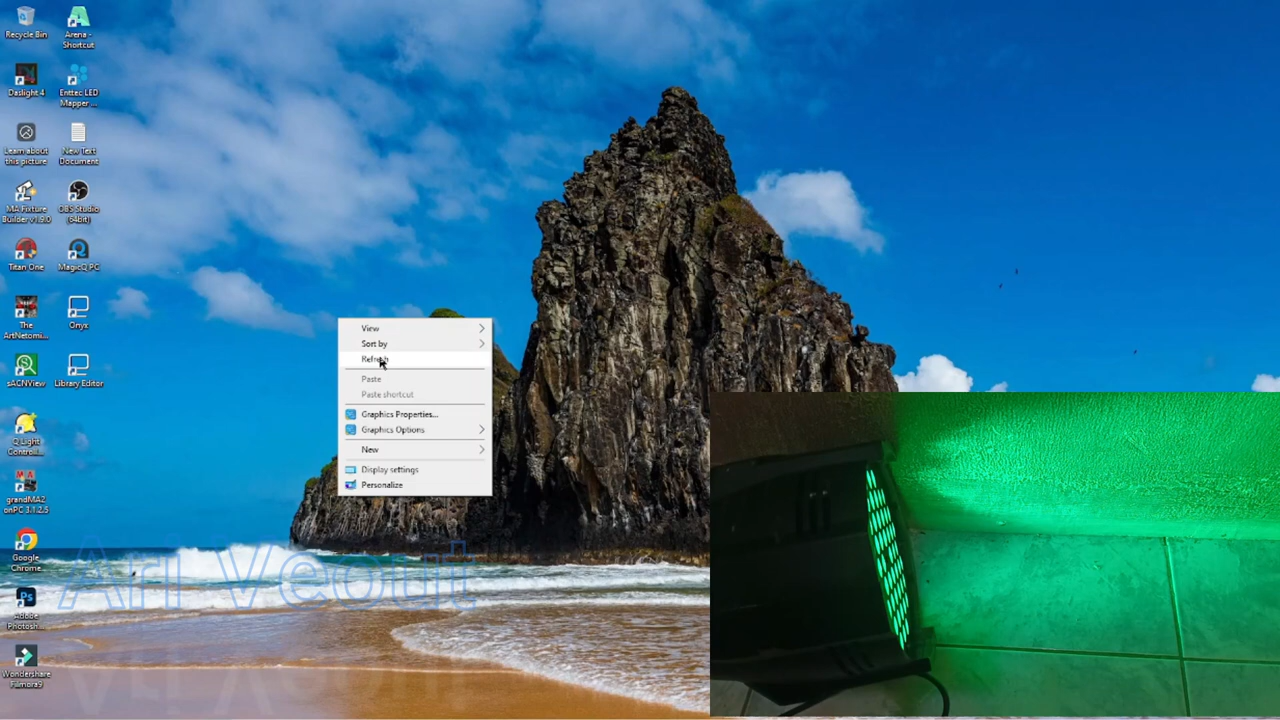 Recycle Bin
Arena -
Shortcut
Daslight 4
Enttec LED
Mapper ...
Learn about
this picture
New Text
Document
MA Fixture
Builder v1.9.0
OBS Studio
(64bit)
Titan One
MagicQ PC
The
ArtNetomi...
Onyx
sACNView
Library Editor
Q Light
Control...
grandMA2
onPC 3.1.2.5
Google
Chrome
Adobe
Photosh...
Wondershare
Filmora9
View
Sort by
Refresh
Paste
Paste shortcut
Graphics Properties...
Graphics Options
New
Display settings
Personalize
Ari Veout